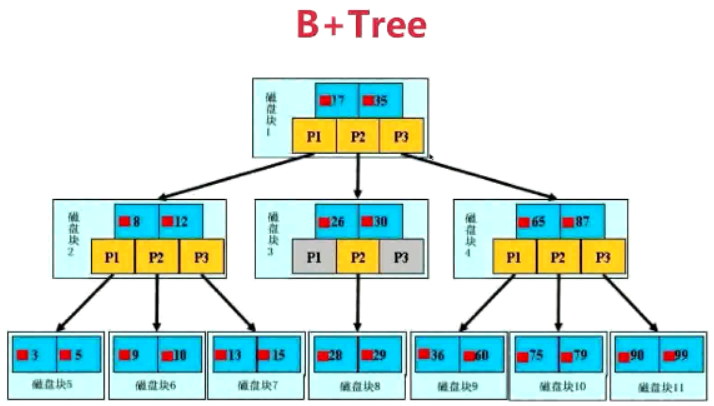 B+Tree
磁盘块1
17 35
P1 P2 P3
磁盘块2
8 12
P1 P2 P3
磁盘块3
26 30
P1 P2 P3
磁盘块4
65 87
P1 P2 P3
3 5
磁盘块5
9 10
磁盘块6
13 15
磁盘块7
28 29
磁盘块8
36 60
磁盘块9
75 79
磁盘块10
90 99
磁盘块11